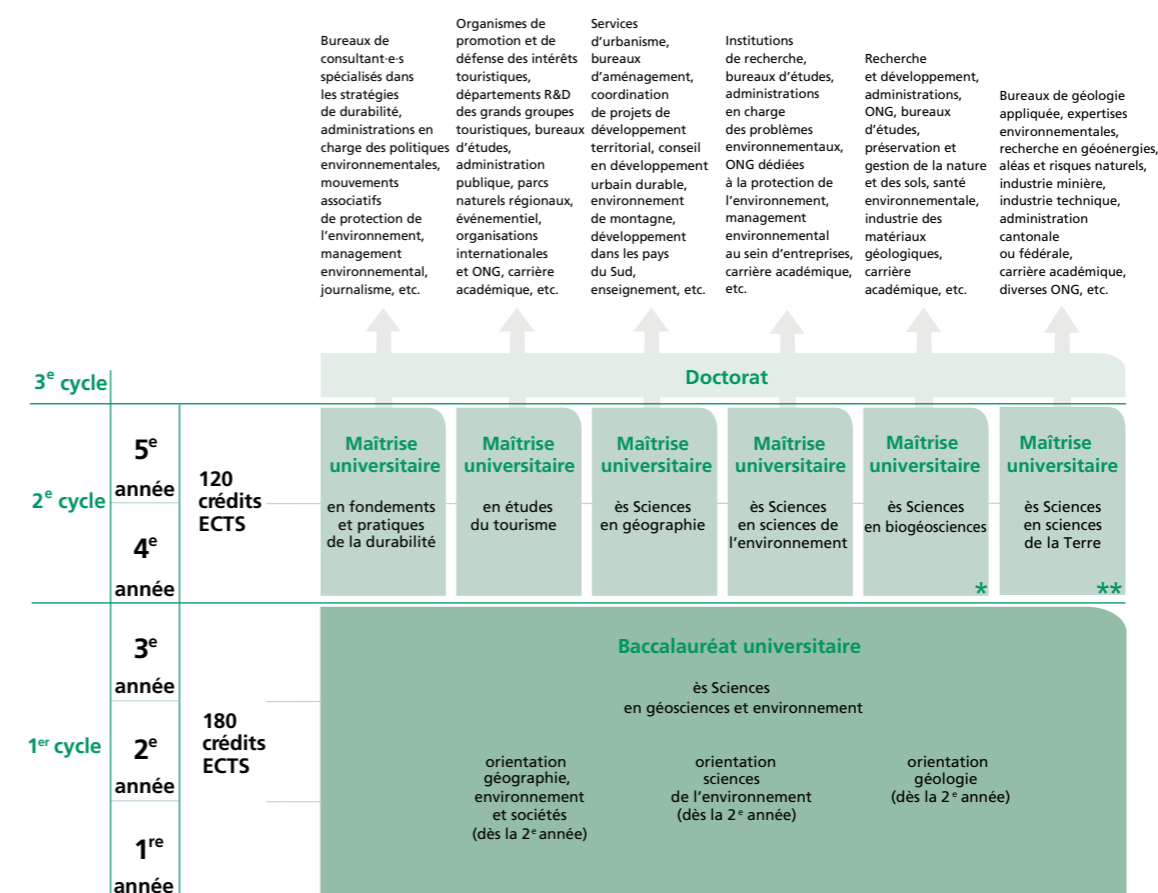 Bureaux de
consultant·e·s
spécialisés dans
les stratégies
de durabilité,
administrations en
charge des politiques
environnementales,
mouvements
associatifs
de protection de
l'environnement,
management
environnemental,
journalisme, etc.
Organismes de
promotion et de
défense des intérêts
touristiques,
départements R&D
des grands groupes
touristiques, bureaux
d'études,
administration
publique, parcs
naturels régionaux,
événementiel,
organisations
internationales
et ONG, carrière
académique, etc.
Services
d'urbanisme,
bureaux
d'aménagement,
coordination
de projets de
développement
territorial, conseil
en développement
urbain durable,
environnement
de montagne,
développement
dans les pays
du Sud,
enseignement, etc.
Institutions
de recherche,
bureaux d'études,
administrations
en charge
des problèmes
environnementaux,
ONG dédiées
à la protection de
l'environnement,
management
environnemental
au sein d'entreprises,
carrière académique,
etc.
Recherche
et développement,
administrations,
ONG, bureaux
d'études,
préservation et
gestion de la nature
et des sols, santé
environnementale,
industrie des
matériaux
géologiques,
carrière
académique, etc.
Bureaux de géologie
appliquée, expertises
environnementales,
recherche en géoénergies,
aléas et risques naturels,
industrie minière,
industrie technique,
administration
cantonale
ou fédérale,
carrière académique,
diverses ONG, etc.
3e cycle
Doctorat
2e cycle
5e
année
4e
année
120
crédits
ECTS
Maîtrise
universitaire
en fondements
et pratiques
de la durabilité
Maîtrise
universitaire
en études
du tourisme
Maîtrise
universitaire
ès Sciences
en géographie
Maîtrise
universitaire
ès Sciences
en sciences de
l'environnement
Maîtrise
universitaire
ès Sciences
en biogéosciences
*
Maîtrise
universitaire
ès Sciences
en sciences
de la Terre
**
1er cycle
3e
année
2e
année
1re
année
180
crédits
ECTS
Baccalauréat universitaire
ès Sciences
en géosciences et environnement
orientation
géographie,
environnement
et sociétés
(dès la 2e année)
orientation
sciences
de l'environnement
(dès la 2e année)
orientation
géologie
(dès la 2e année)